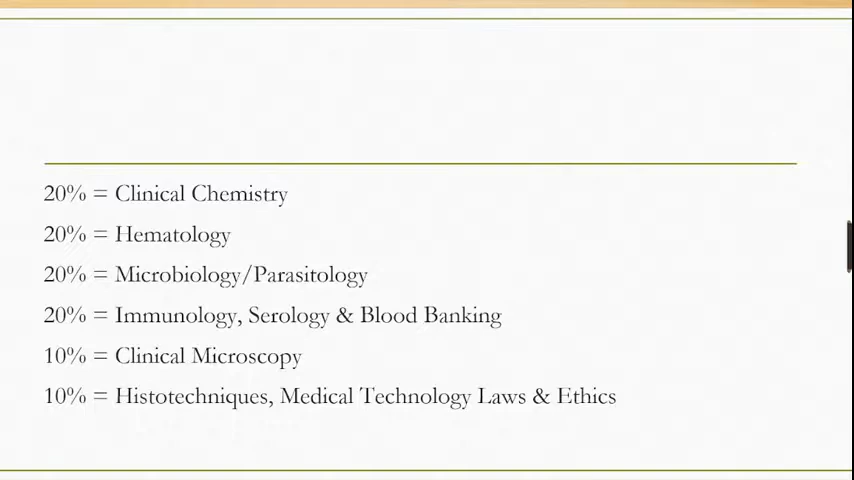 20% = Clinical Chemistry
20% = Hematology
20% = Microbiology/Parasitology
20% = Immunology, Serology & Blood Banking
10% = Clinical Microscopy
10% = Histotechniques, Medical Technology Laws & Ethics